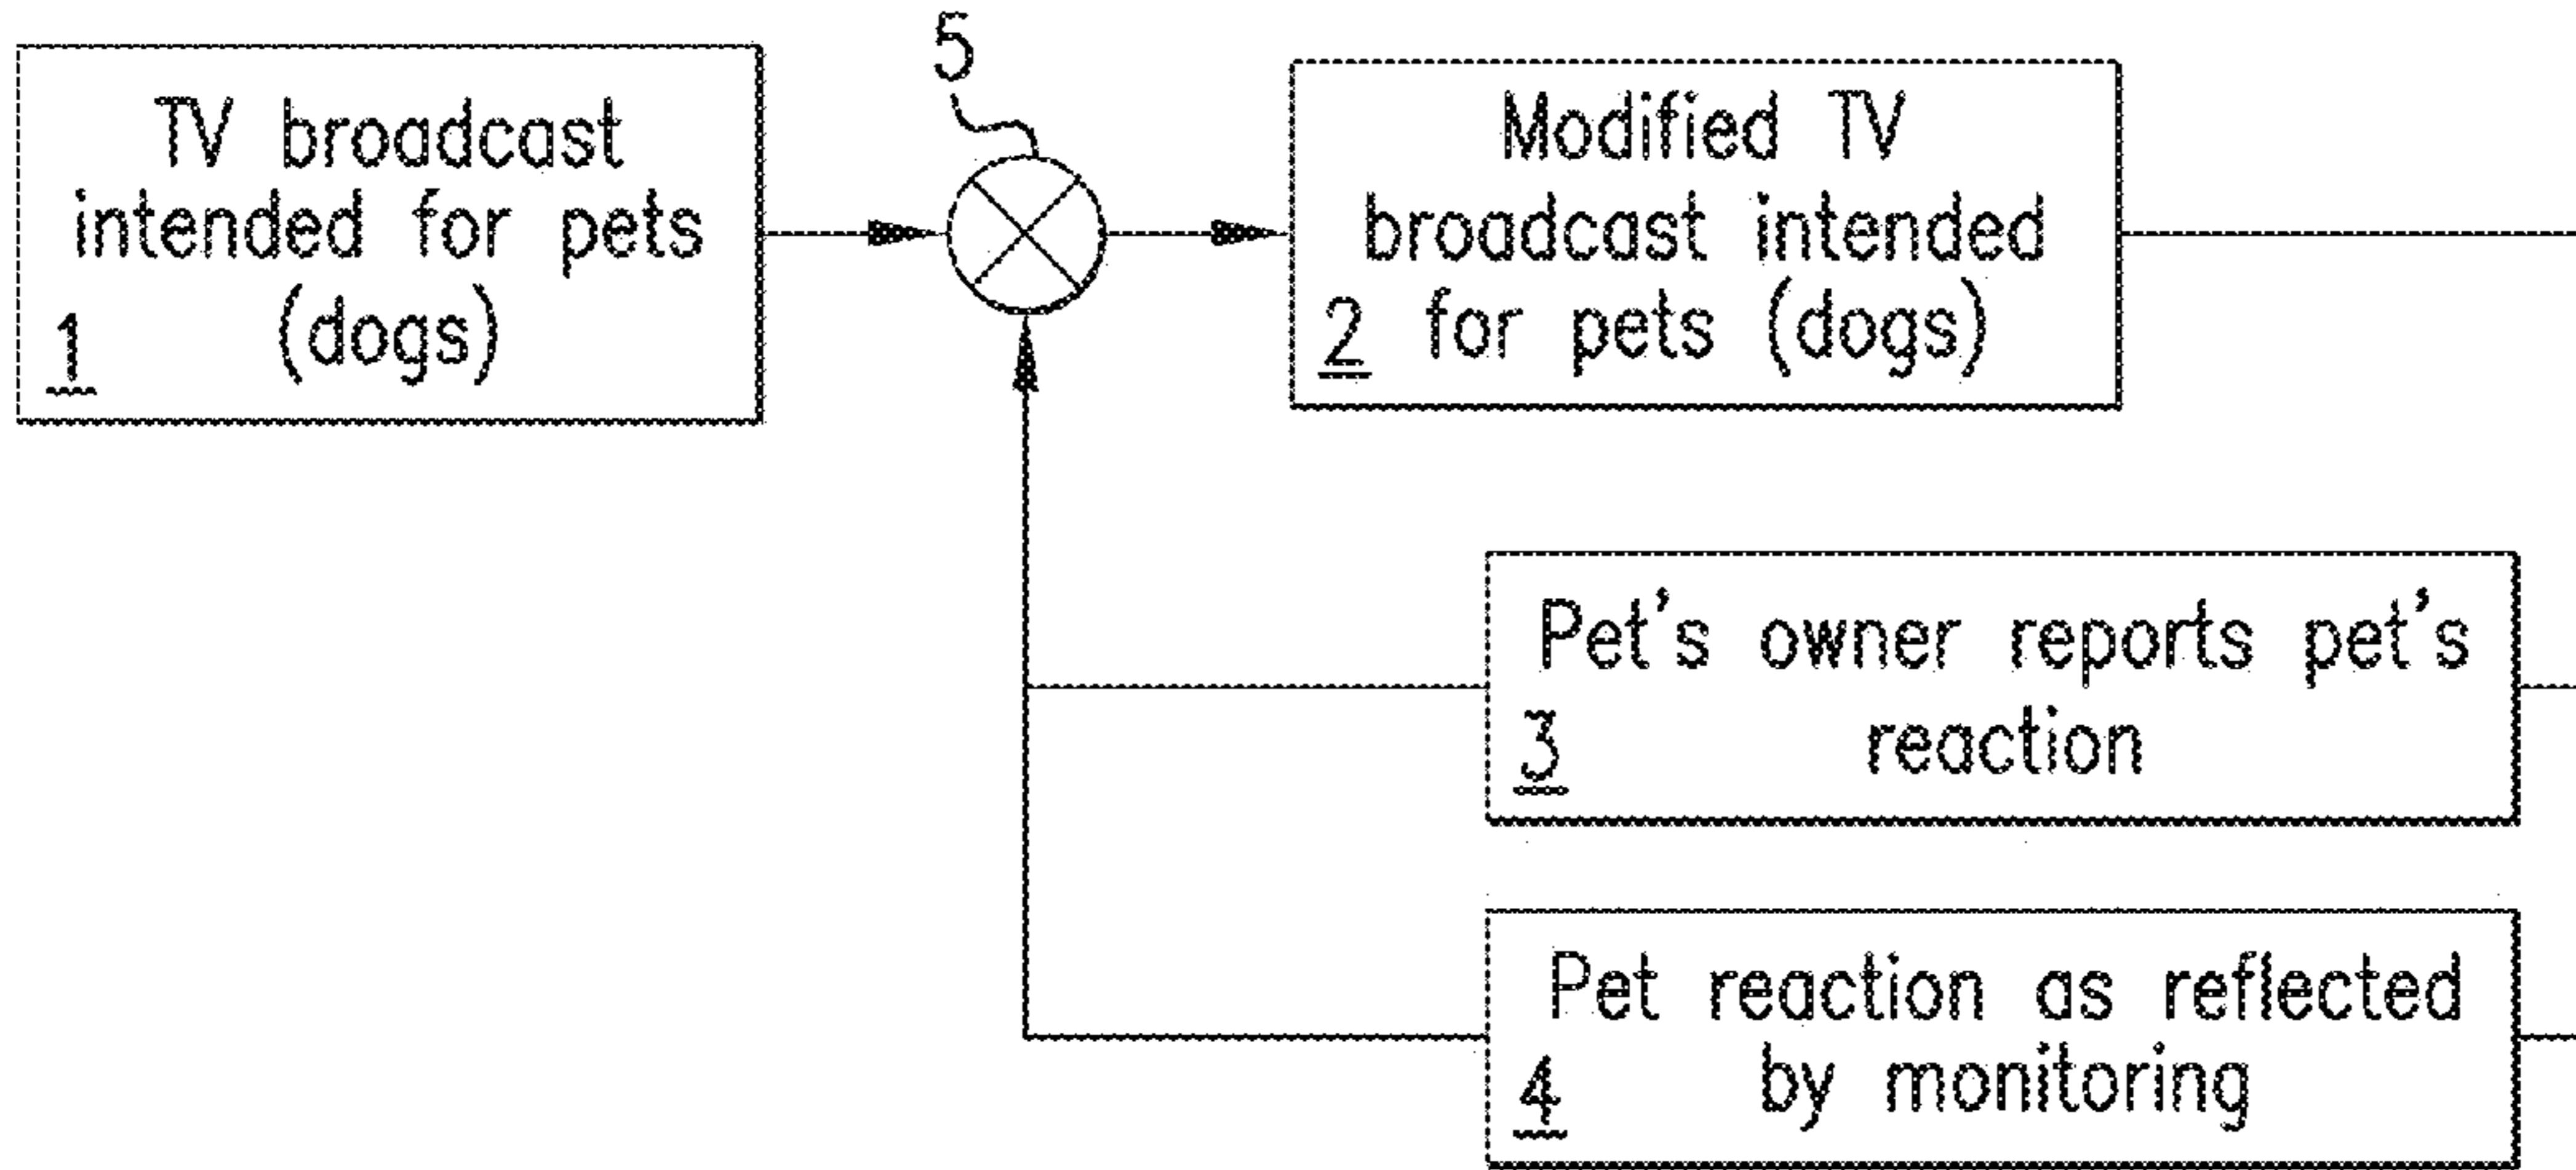 5
TV broadcast
intended for pets
(dogs)
1
Modified TV
broadcast intended
2 for pets (dogs)
Pet's owner reports pet's
reaction
3
Pet reaction as reflected
by monitoring
4